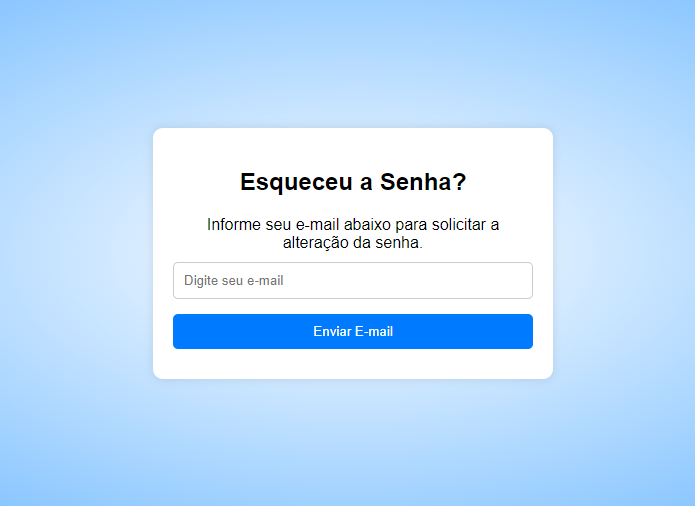 Esqueceu a Senha?
Informe seu e-mail abaixo para solicitar a
alteração da senha.
Digite seu e-mail
Enviar E-mail